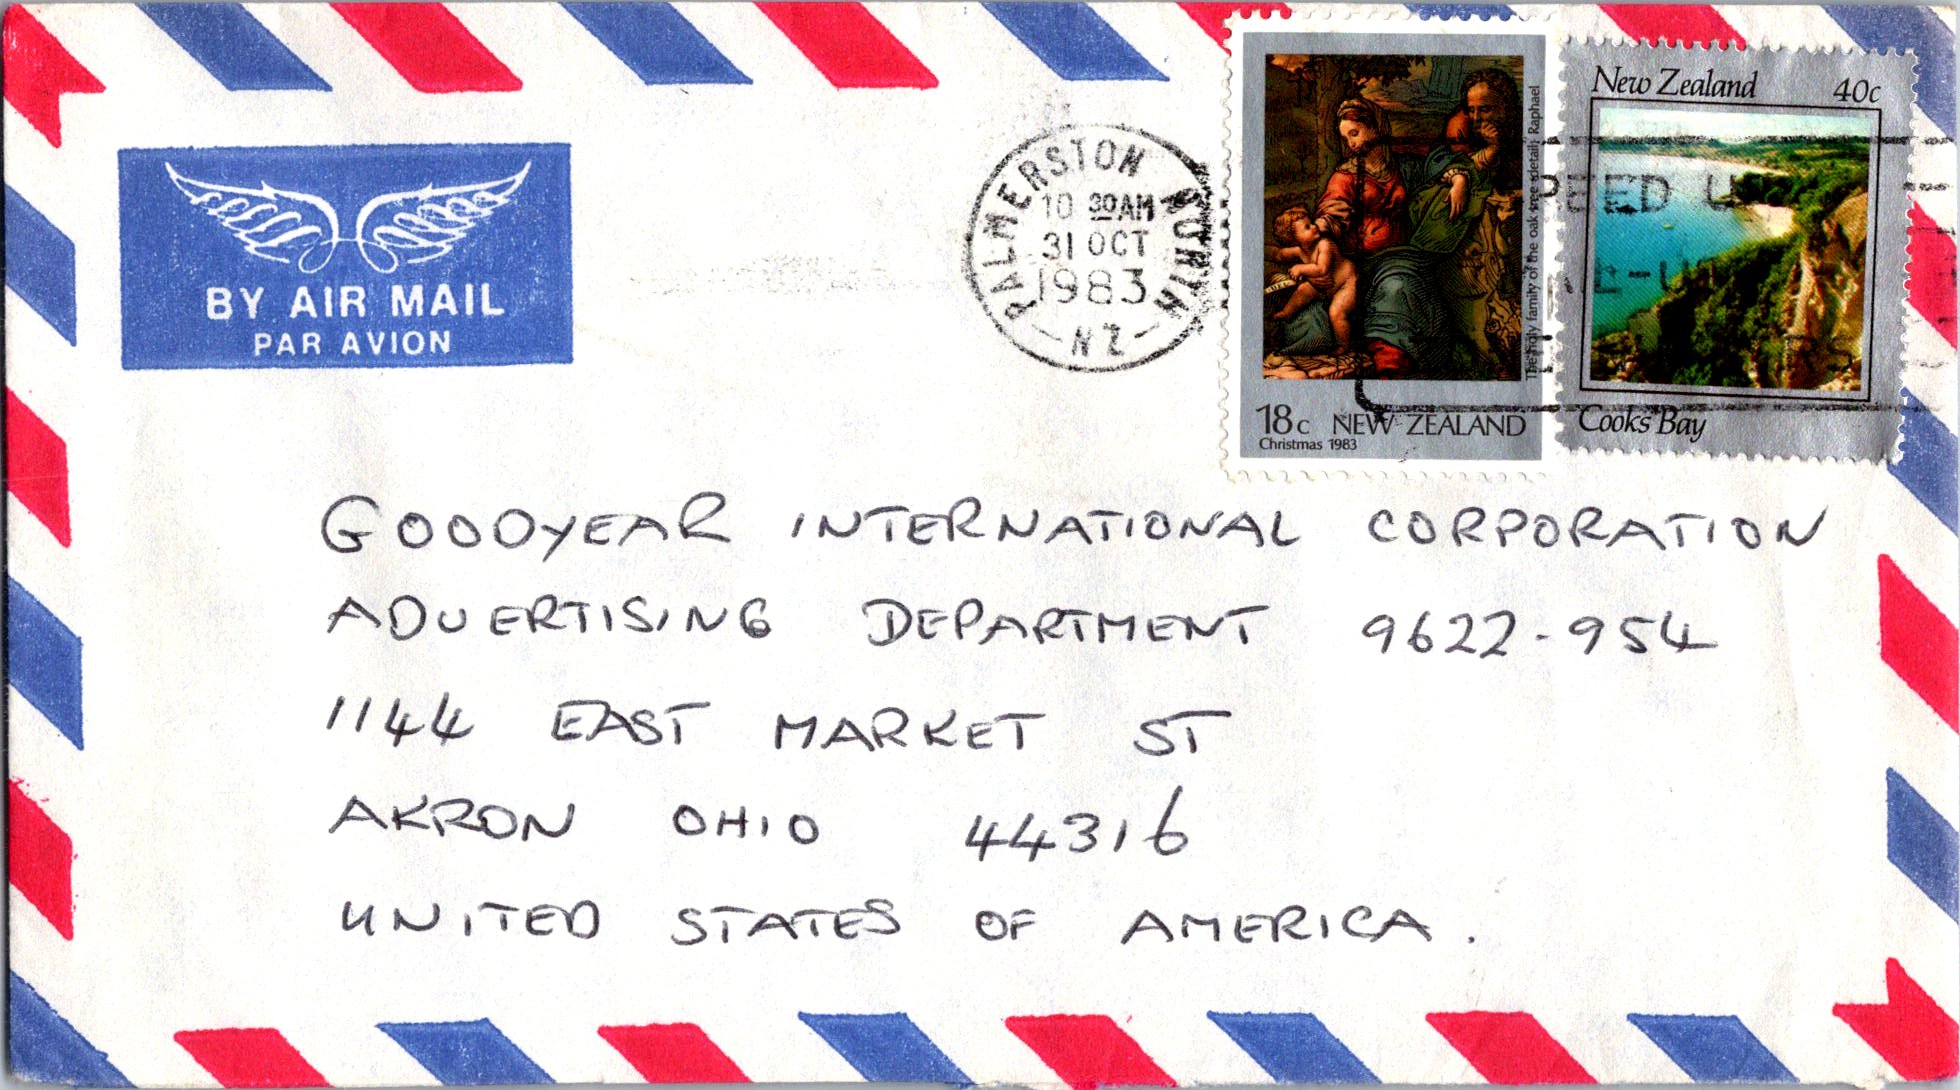 BY AIR MAIL
PAR AVION
PALMERSTON NORTH
10 30AM
31 OCT
1983
NZ
The holy family of the oak tree (detail) Raphael
18c NEW ZEALAND
Christmas 1983
New Zealand 40c
Cooks Bay
GOODYEAR INTERNATIONAL CORPORATION
ADVERTISING DEPARTMENT 9622-954
1144 EAST MARKET ST
AKRON OHIO 44316
UNITED STATES OF AMERICA.